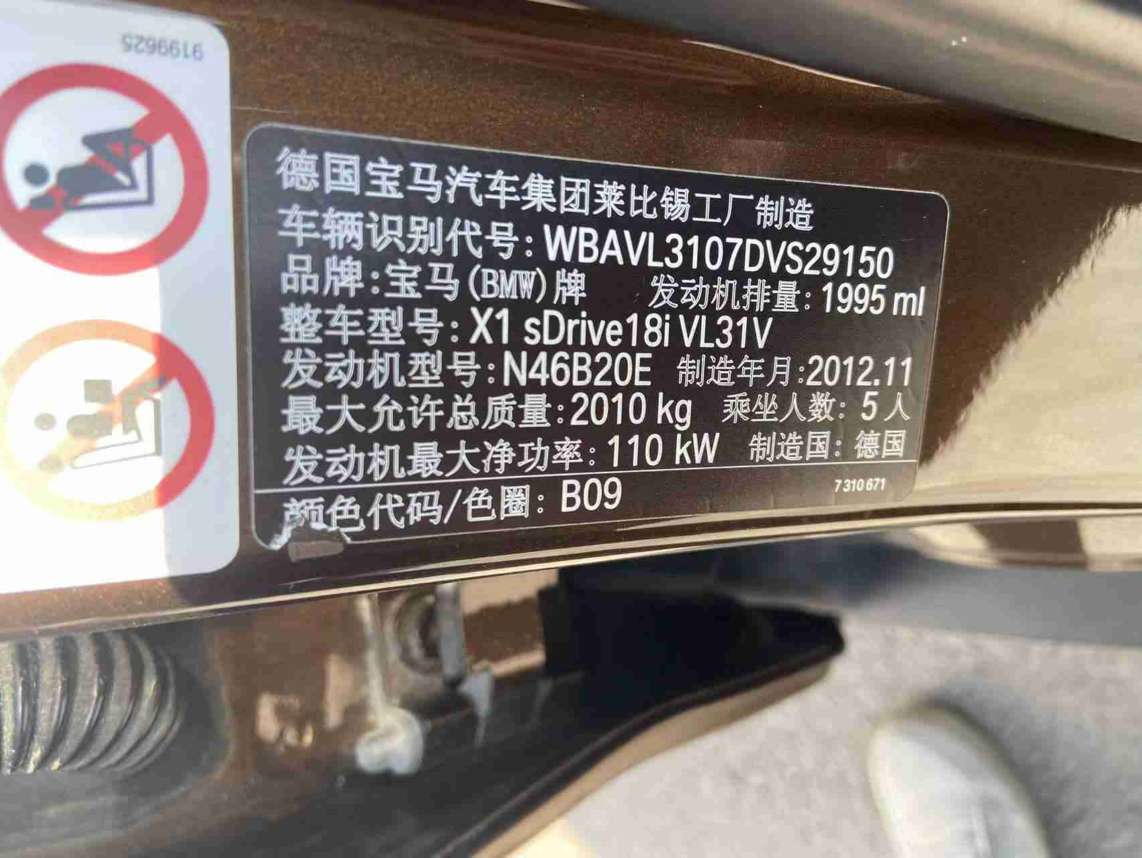 9199625
德国宝马汽车集团莱比锡工厂制造
车辆识别代号: WBAVL3107DVS29150
品牌: 宝马(BMW)牌 发动机排量: 1995 ml
整车型号: X1 sDrive18i VL31V
发动机型号: N46B20E 制造年月: 2012.11
最大允许总质量: 2010 kg 乘坐人数: 5 人
发动机最大净功率: 110 kW 制造国: 德国
7 310 671
颜色代码/色圈: B09